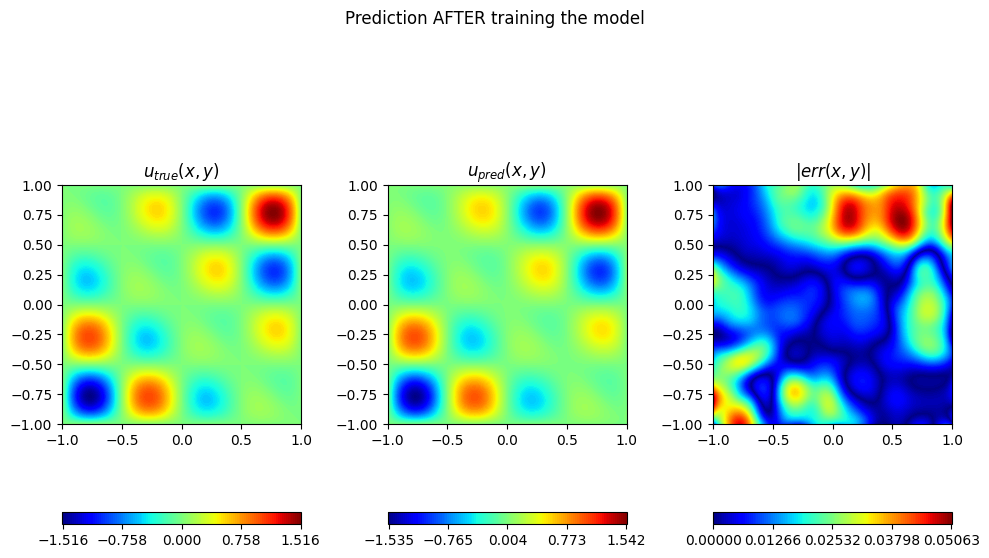 Prediction AFTER training the model
u_true(x, y)
u_pred(x, y)
|err(x, y)|
1.00
0.75
0.50
0.25
0.00
−0.25
−0.50
−0.75
−1.00
−1.0 −0.5 0.0 0.5 1.0
1.00
0.75
0.50
0.25
0.00
−0.25
−0.50
−0.75
−1.00
−1.0 −0.5 0.0 0.5 1.0
1.00
0.75
0.50
0.25
0.00
−0.25
−0.50
−0.75
−1.00
−1.0 −0.5 0.0 0.5 1.0
−1.516 −0.758 0.000 0.758 1.516
−1.535 −0.765 0.004 0.773 1.542
0.00000 0.01266 0.02532 0.03798 0.05063